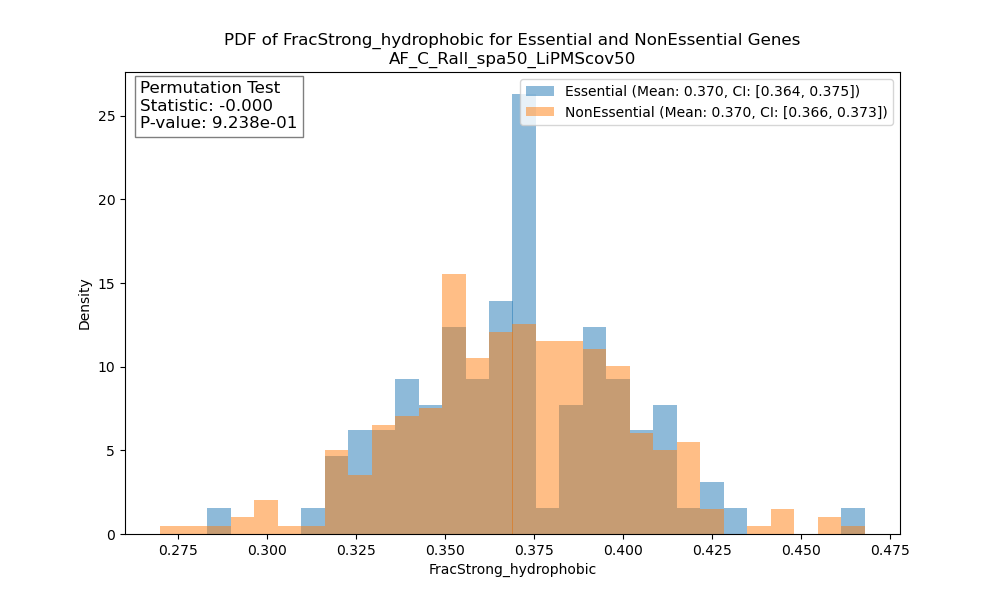 PDF of FracStrong_hydrophobic for Essential and NonEssential Genes
AF_C_Rall_spa50_LiPMScov50
Permutation Test
Statistic: -0.000
P-value: 9.238e-01
Essential (Mean: 0.370, CI: [0.364, 0.375])
NonEssential (Mean: 0.370, CI: [0.366, 0.373])
Density
25
20
15
10
5
0
0.275 0.300 0.325 0.350 0.375 0.400 0.425 0.450 0.475
FracStrong_hydrophobic